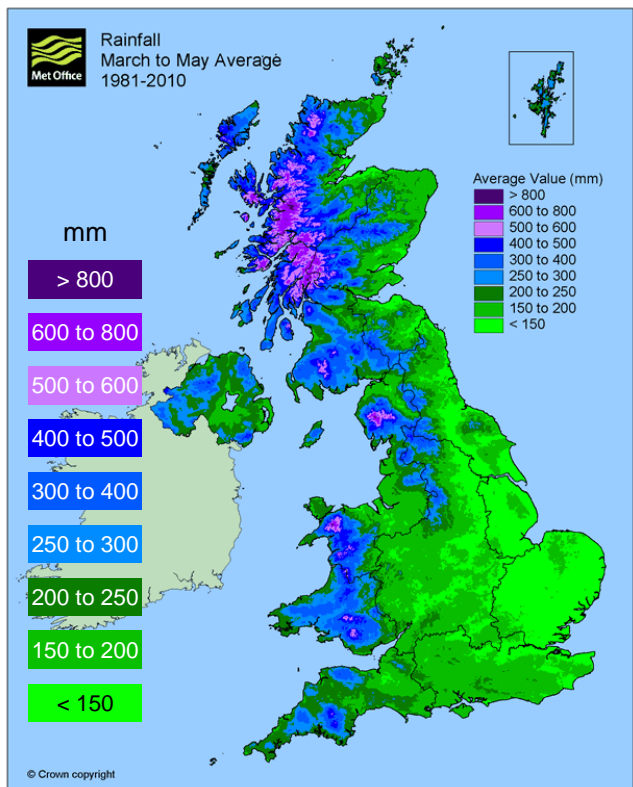 Met Office
Rainfall
March to May Average
1981-2010
Average Value (mm)
> 800
600 to 800
500 to 600
400 to 500
300 to 400
250 to 300
200 to 250
150 to 200
< 150
mm
> 800
600 to 800
500 to 600
400 to 500
300 to 400
250 to 300
200 to 250
150 to 200
< 150
© Crown copyright